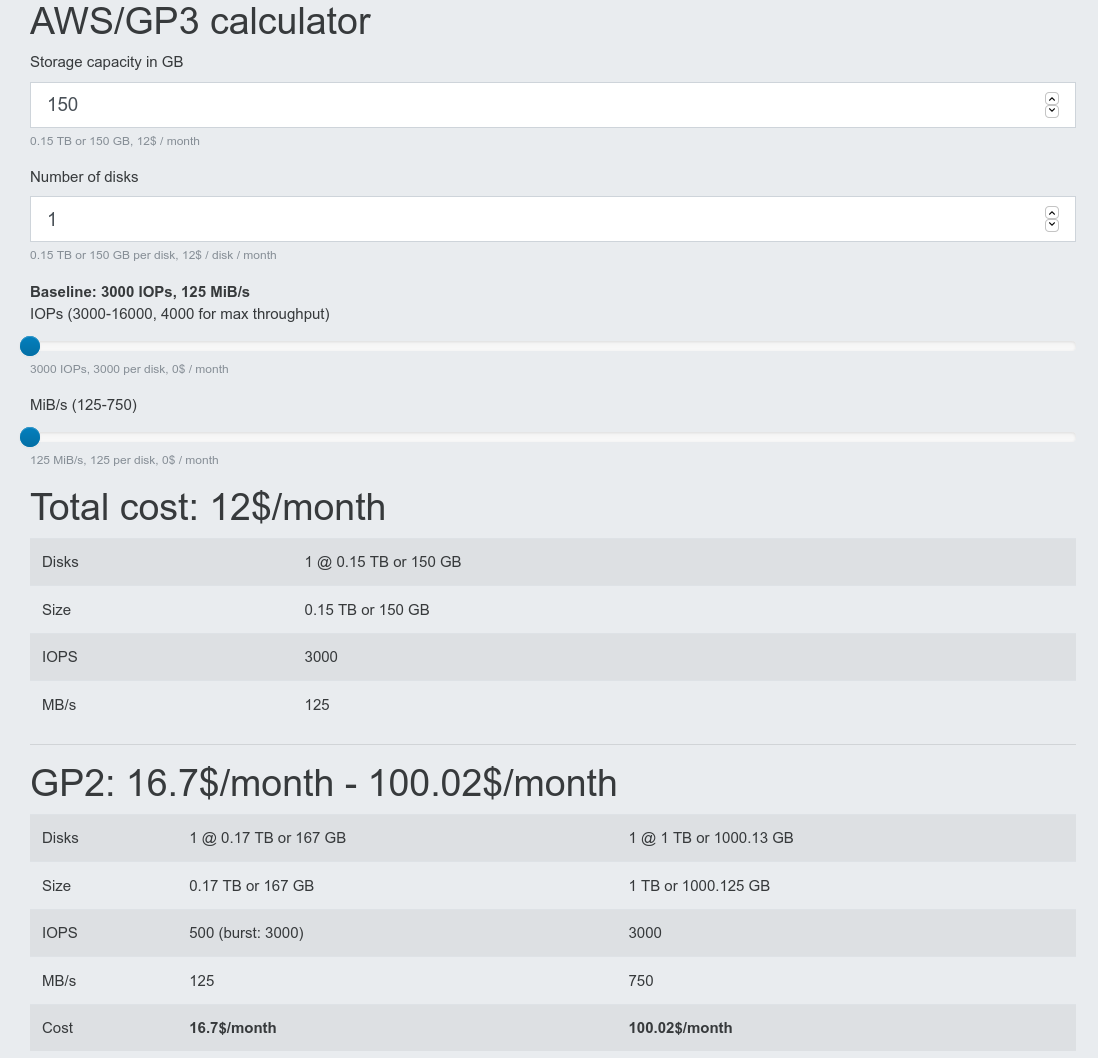 AWS/GP3 calculator
Storage capacity in GB
150
0.15 TB or 150 GB, 12$ / month
Number of disks
1
0.15 TB or 150 GB per disk, 12$ / disk / month
Baseline: 3000 IOPs, 125 MiB/s
IOPs (3000-16000, 4000 for max throughput)
3000 IOPs, 3000 per disk, 0$ / month
MiB/s (125-750)
125 MiB/s, 125 per disk, 0$ / month
Total cost: 12$/month
Disks 1 @ 0.15 TB or 150 GB
Size 0.15 TB or 150 GB
IOPS 3000
MB/s 125
GP2: 16.7$/month - 100.02$/month
Disks 1 @ 0.17 TB or 167 GB 1 @ 1 TB or 1000.13 GB
Size 0.17 TB or 167 GB 1 TB or 1000.125 GB
IOPS 500 (burst: 3000) 3000
MB/s 125 750
Cost 16.7$/month 100.02$/month